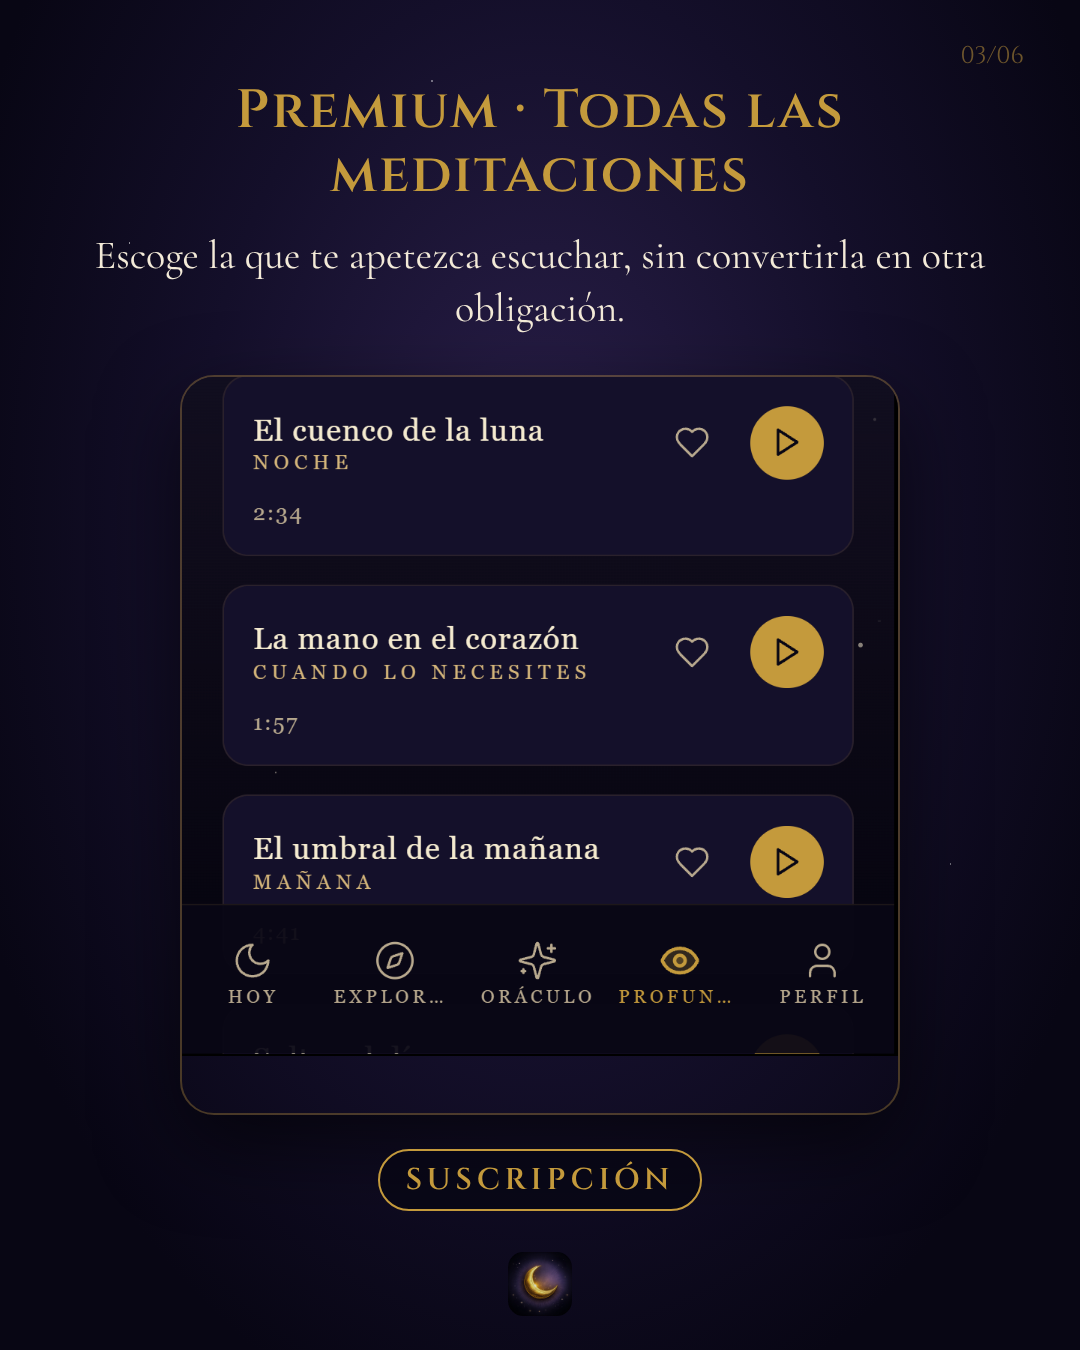 03/06
Premium · Todas las
meditaciones
Escoge la que te apetezca escuchar, sin convertirla en otra
obligación.
El cuenco de la luna
NOCHE
2:34
La mano en el corazón
CUANDO LO NECESITES
1:57
El umbral de la mañana
MAÑANA
4:41
HOY
EXPLOR...
ORÁCULO
PROFUN...
PERFIL
SUSCRIPCIÓN